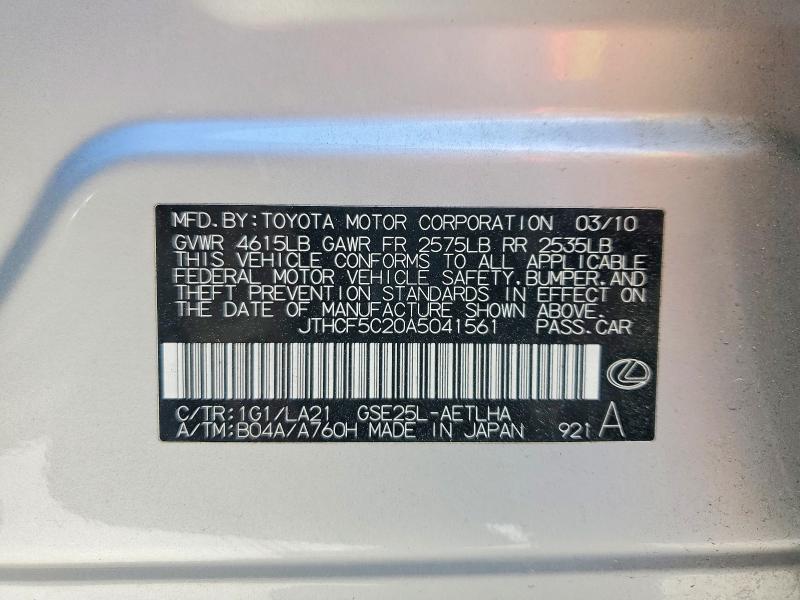 MFD. BY: TOYOTA MOTOR CORPORATION 03/10
GVWR 4615LB GAWR FR 2575LB RR 2535LB
THIS VEHICLE CONFORMS TO ALL APPLICABLE
FEDERAL MOTOR VEHICLE SAFETY, BUMPER, AND
THEFT PREVENTION STANDARDS IN EFFECT ON
THE DATE OF MANUFACTURE SHOWN ABOVE.
JTHCF5C20A5041561 PASS. CAR
C/TR: 1G1/LA21 GSE25L-AETLHA
A/TM: B04A/A760H MADE IN JAPAN 921 A